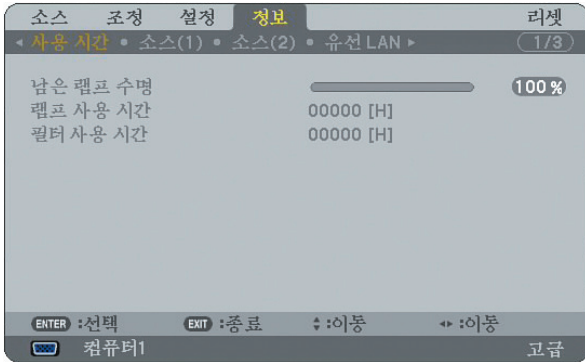 소스 조정 설정 정보 리셋
◂ 사용 시간 • 소스(1) • 소스(2) • 유선 LAN ▸ 1/3
남은 램프 수명 100 %
램프 사용 시간 00000 [H]
필터 사용 시간 00000 [H]
ENTER :선택 EXIT :종료 :이동 :이동
컴퓨터1 고급